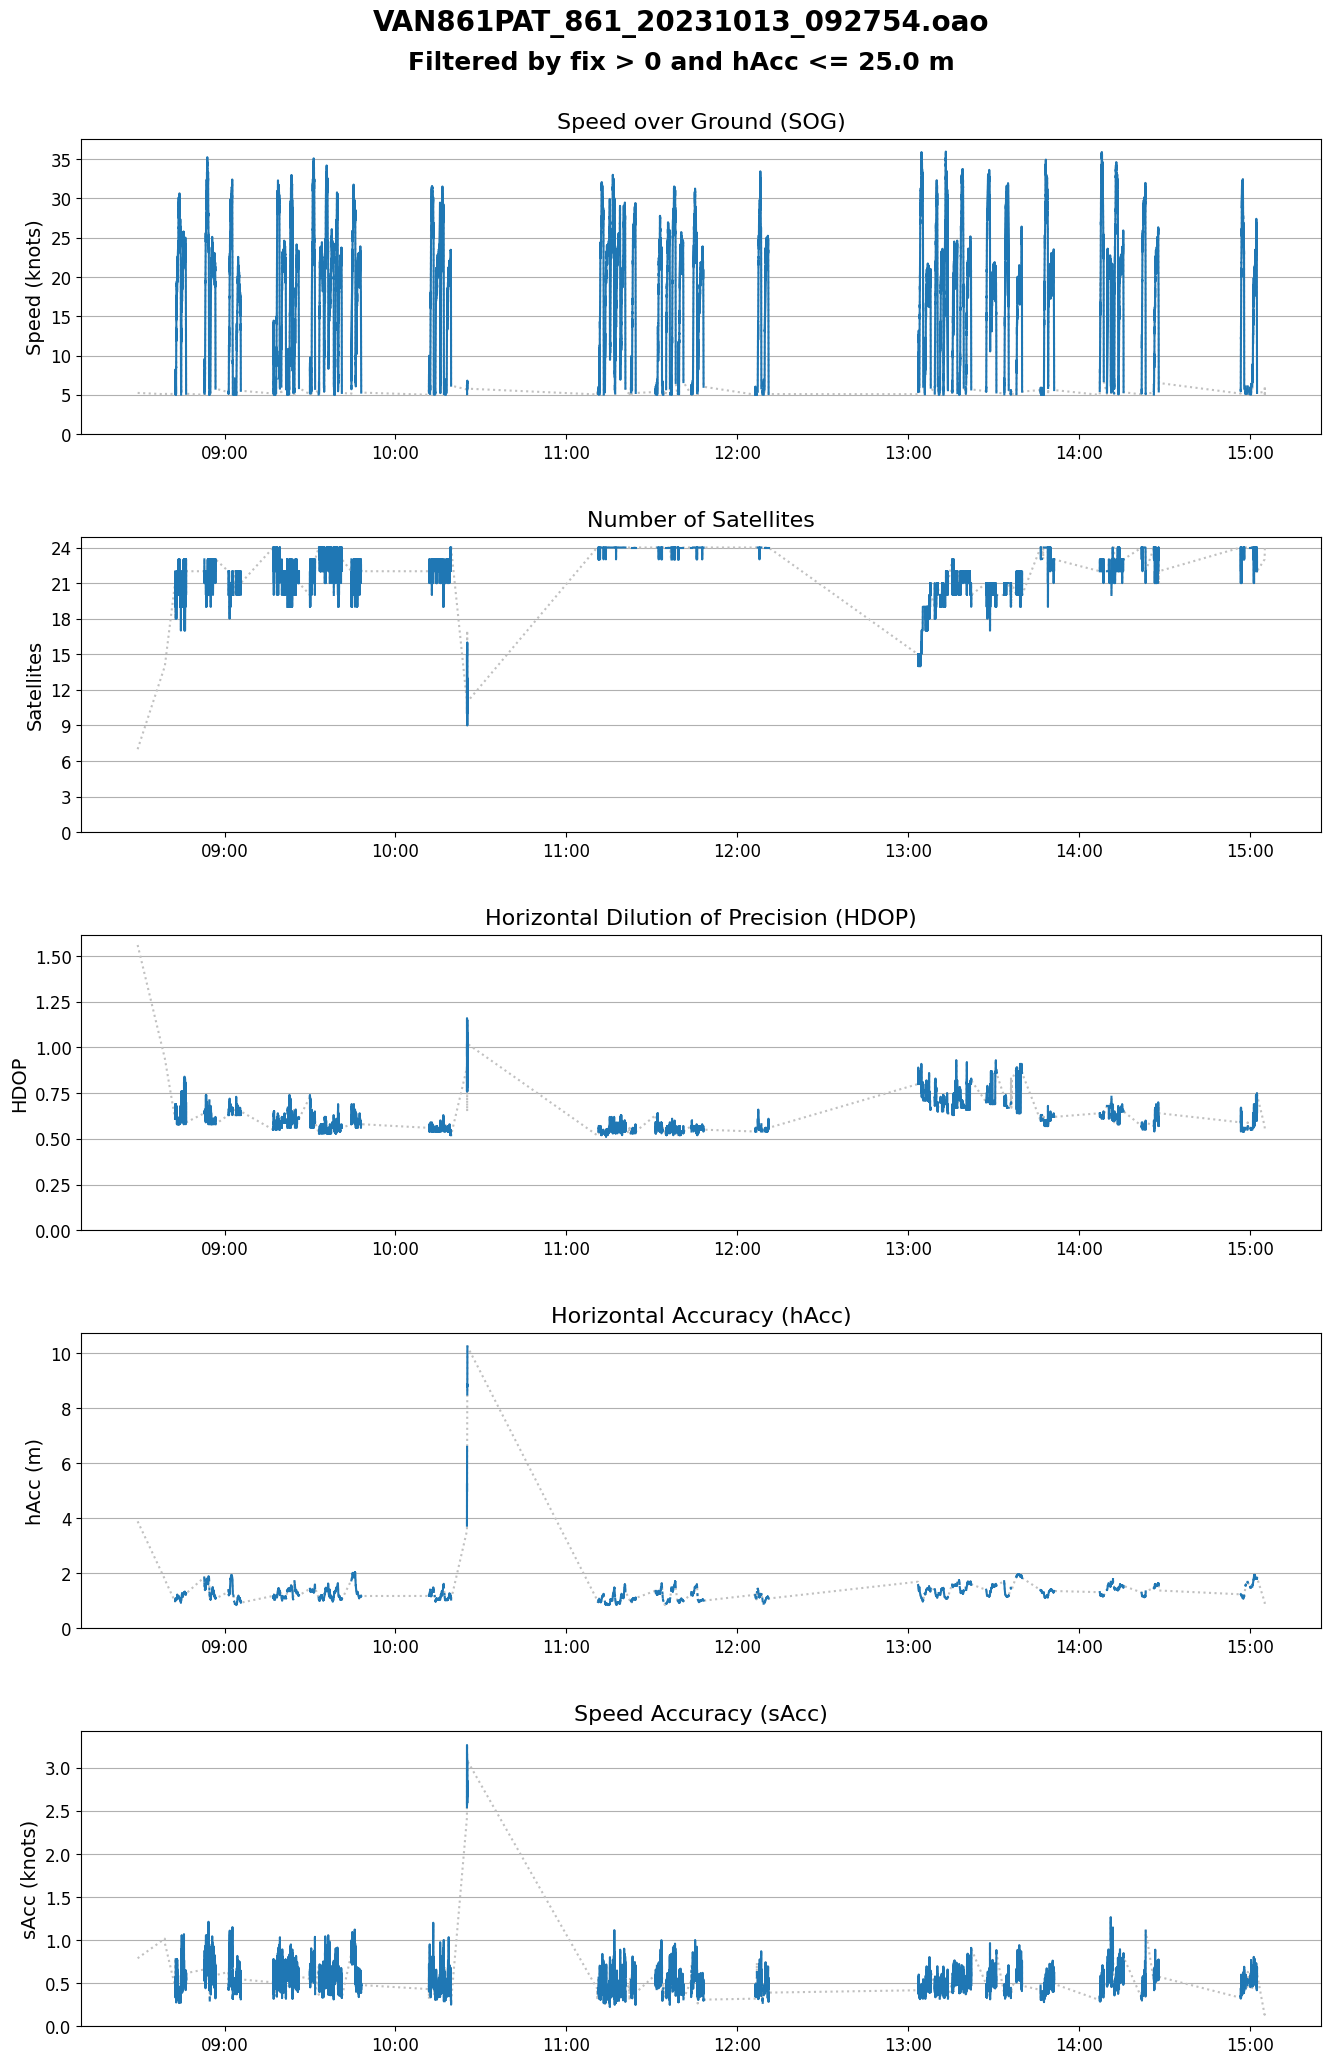 VAN861PAT_861_20231013_092754.oao
Filtered by fix > 0 and hAcc <= 25.0 m
Speed over Ground (SOG)
Speed (knots)
35
30
25
20
15
10
5
0
09:00 10:00 11:00 12:00 13:00 14:00 15:00
Number of Satellites
Satellites
24
21
18
15
12
9
6
3
0
09:00 10:00 11:00 12:00 13:00 14:00 15:00
Horizontal Dilution of Precision (HDOP)
HDOP
1.50
1.25
1.00
0.75
0.50
0.25
0.00
09:00 10:00 11:00 12:00 13:00 14:00 15:00
Horizontal Accuracy (hAcc)
hAcc (m)
10
8
6
4
2
0
09:00 10:00 11:00 12:00 13:00 14:00 15:00
Speed Accuracy (sAcc)
sAcc (knots)
3.0
2.5
2.0
1.5
1.0
0.5
0.0
09:00 10:00 11:00 12:00 13:00 14:00 15:00